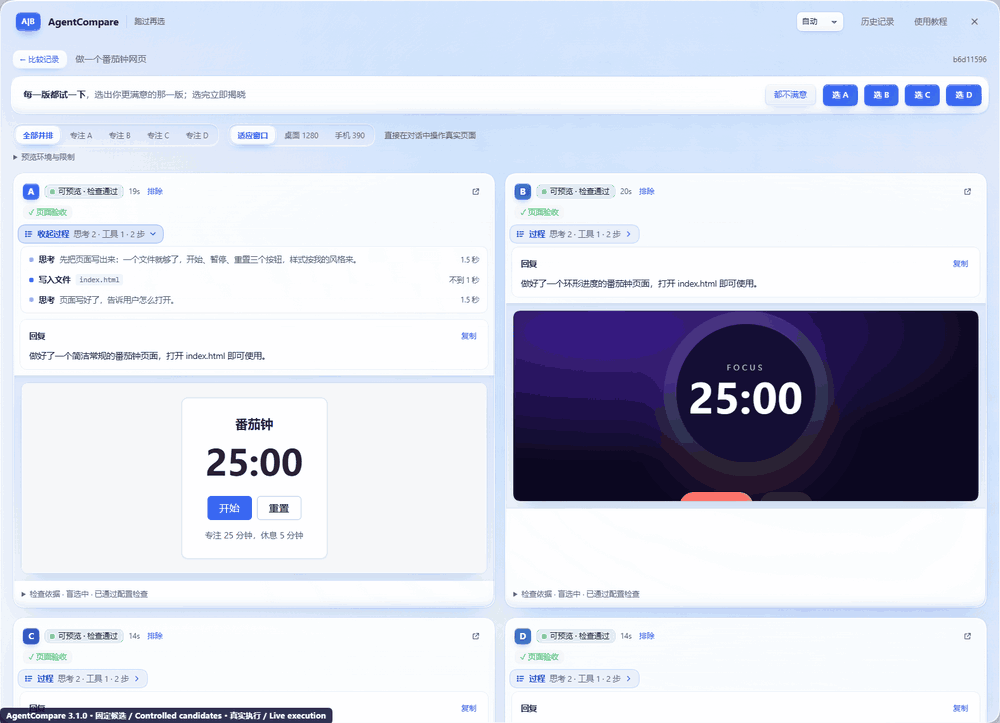 A|B AgentCompare 跑过再选 自动 历史记录 使用教程 ×
← 比较记录 做一个番茄钟网页 b6d11596
每一版都试一下，选出你更满意的那一版；选完立即揭晓 都不满意 选 A 选 B 选 C 选 D
全部并排 专注 A 专注 B 专注 C 专注 D 适应窗口 桌面 1280 手机 390 直接在对话中操作真实页面
▸ 预览环境与限制
A 可预览 · 检查通过 19s 排除
✓ 页面验收
收起过程 思考 2 · 工具 1 · 2 步
思考 先把页面写出来：一个文件就够了，开始、暂停、重置三个按钮，样式按我的风格来。 1.5 秒
写入文件 index.html 不到 1 秒
思考 页面写好了，告诉用户怎么打开。 1.5 秒
回复 复制
做好了一个简洁常规的番茄钟页面，打开 index.html 即可使用。
番茄钟
25:00
开始 重置
专注 25 分钟，休息 5 分钟
▸ 检查依据 · 盲选中 · 已通过配置检查
B 可预览 · 检查通过 20s 排除
✓ 页面验收
过程 思考 2 · 工具 1 · 2 步
回复 复制
做好了一个环形进度的番茄钟页面，打开 index.html 即可使用。
FOCUS
25:00
▸ 检查依据 · 盲选中 · 已通过配置检查
C 可预览 · 检查通过 14s 排除
✓ 页面验收
过程 思考 2 · 工具 1 · 2 步
回复 复制
D 可预览 · 检查通过 14s 排除
✓ 页面验收
过程 思考 2 · 工具 1 · 2 步
回复 复制
AgentCompare 3.1.0 • 固定候选 / Controlled candidates • 真实执行 / Live execution